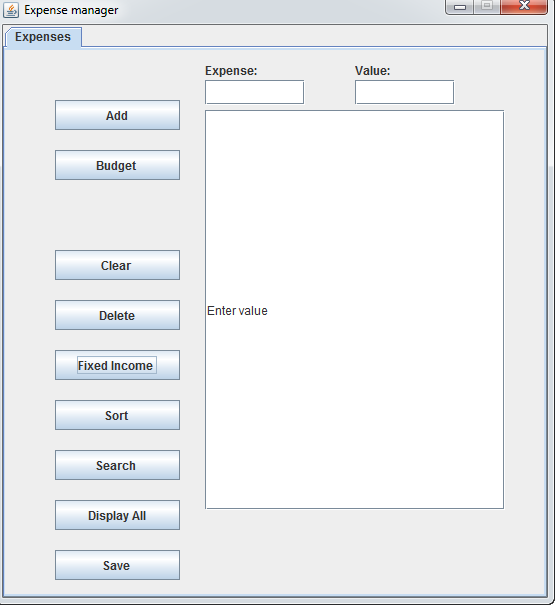 Expense manager
Expenses
Expense:
Value:
Add
Budget
Clear
Delete
Enter value
Fixed Income
Sort
Search
Display All
Save